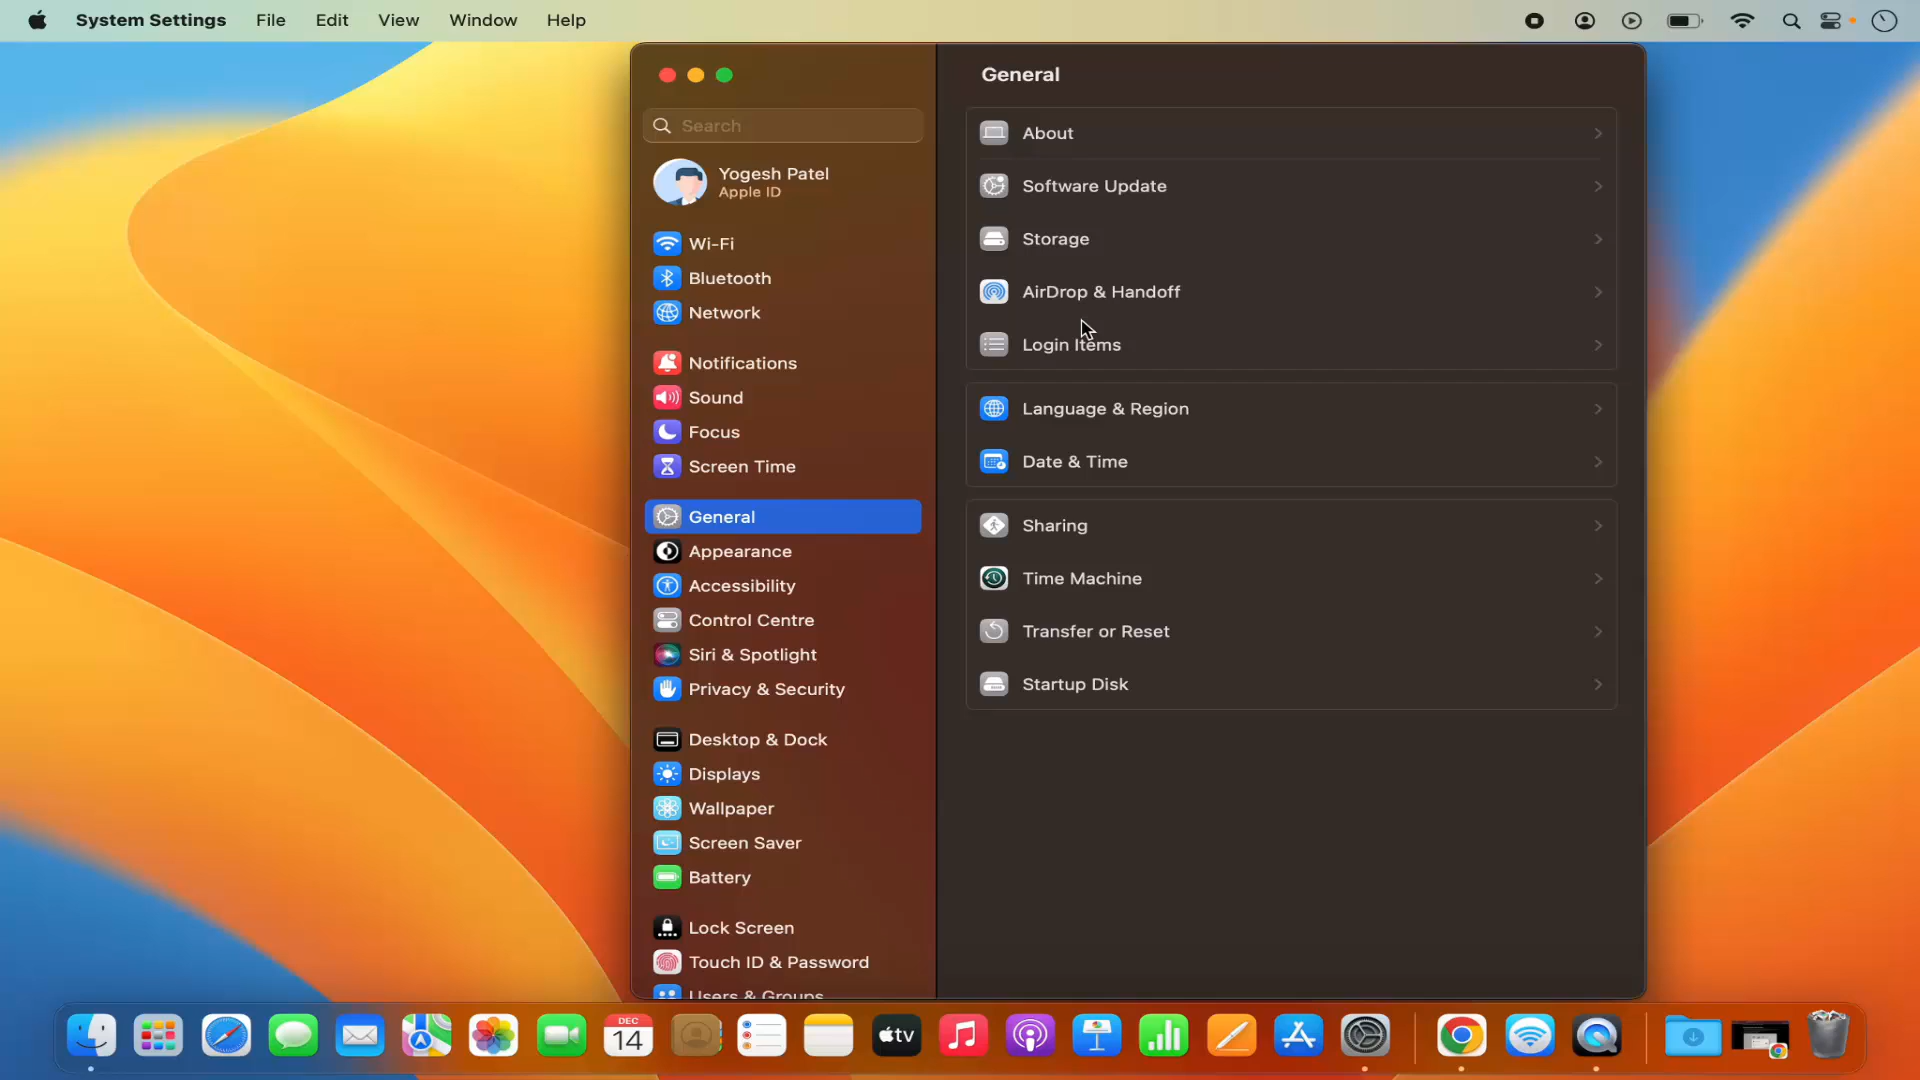 System Settings File Edit View Window Help
General
Search
About
Yogesh Patel
Apple ID
Software Update
Wi-Fi
Storage
Bluetooth
AirDrop & Handoff
Network
Login Items
Notifications
Sound
Language & Region
Focus
Date & Time
Screen Time
General
Sharing
Appearance
Time Machine
Accessibility
Control Centre
Transfer or Reset
Siri & Spotlight
Startup Disk
Privacy & Security
Desktop & Dock
Displays
Wallpaper
Screen Saver
Battery
Lock Screen
Touch ID & Password
Users & Groups
DEC
14
tv